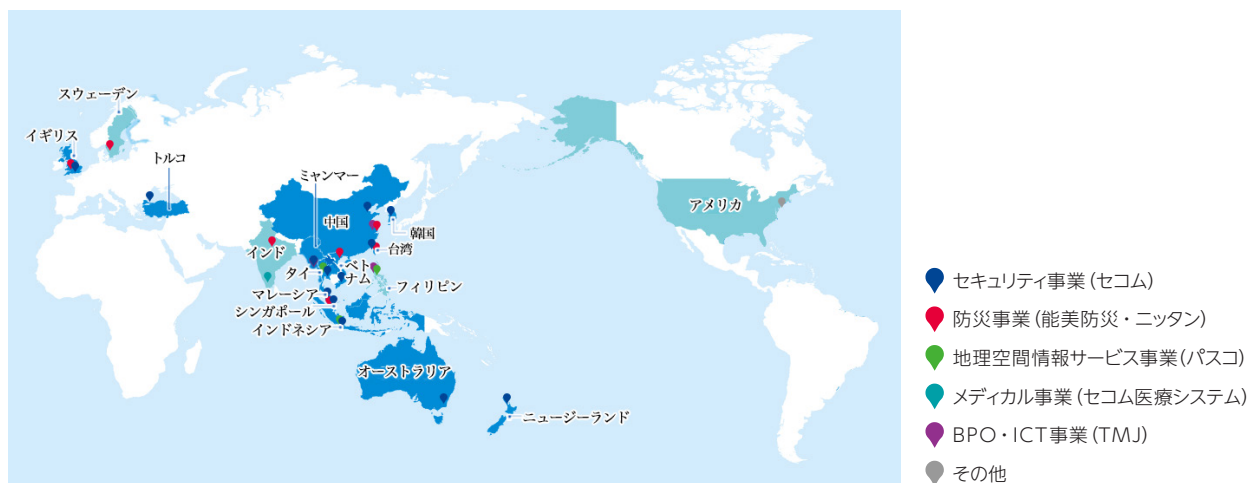 スウェーデン
イギリス
トルコ
ミャンマー
中国
韓国
台湾
インド
タイ
ベト
ナム
フィリピン
マレーシア
シンガポール
インドネシア
オーストラリア
ニュージーランド
アメリカ
セキュリティ事業(セコム)
防災事業(能美防災・ニッタン)
地理空間情報サービス事業(パスコ)
メディカル事業(セコム医療システム)
BPO・ICT事業(TMJ)
その他